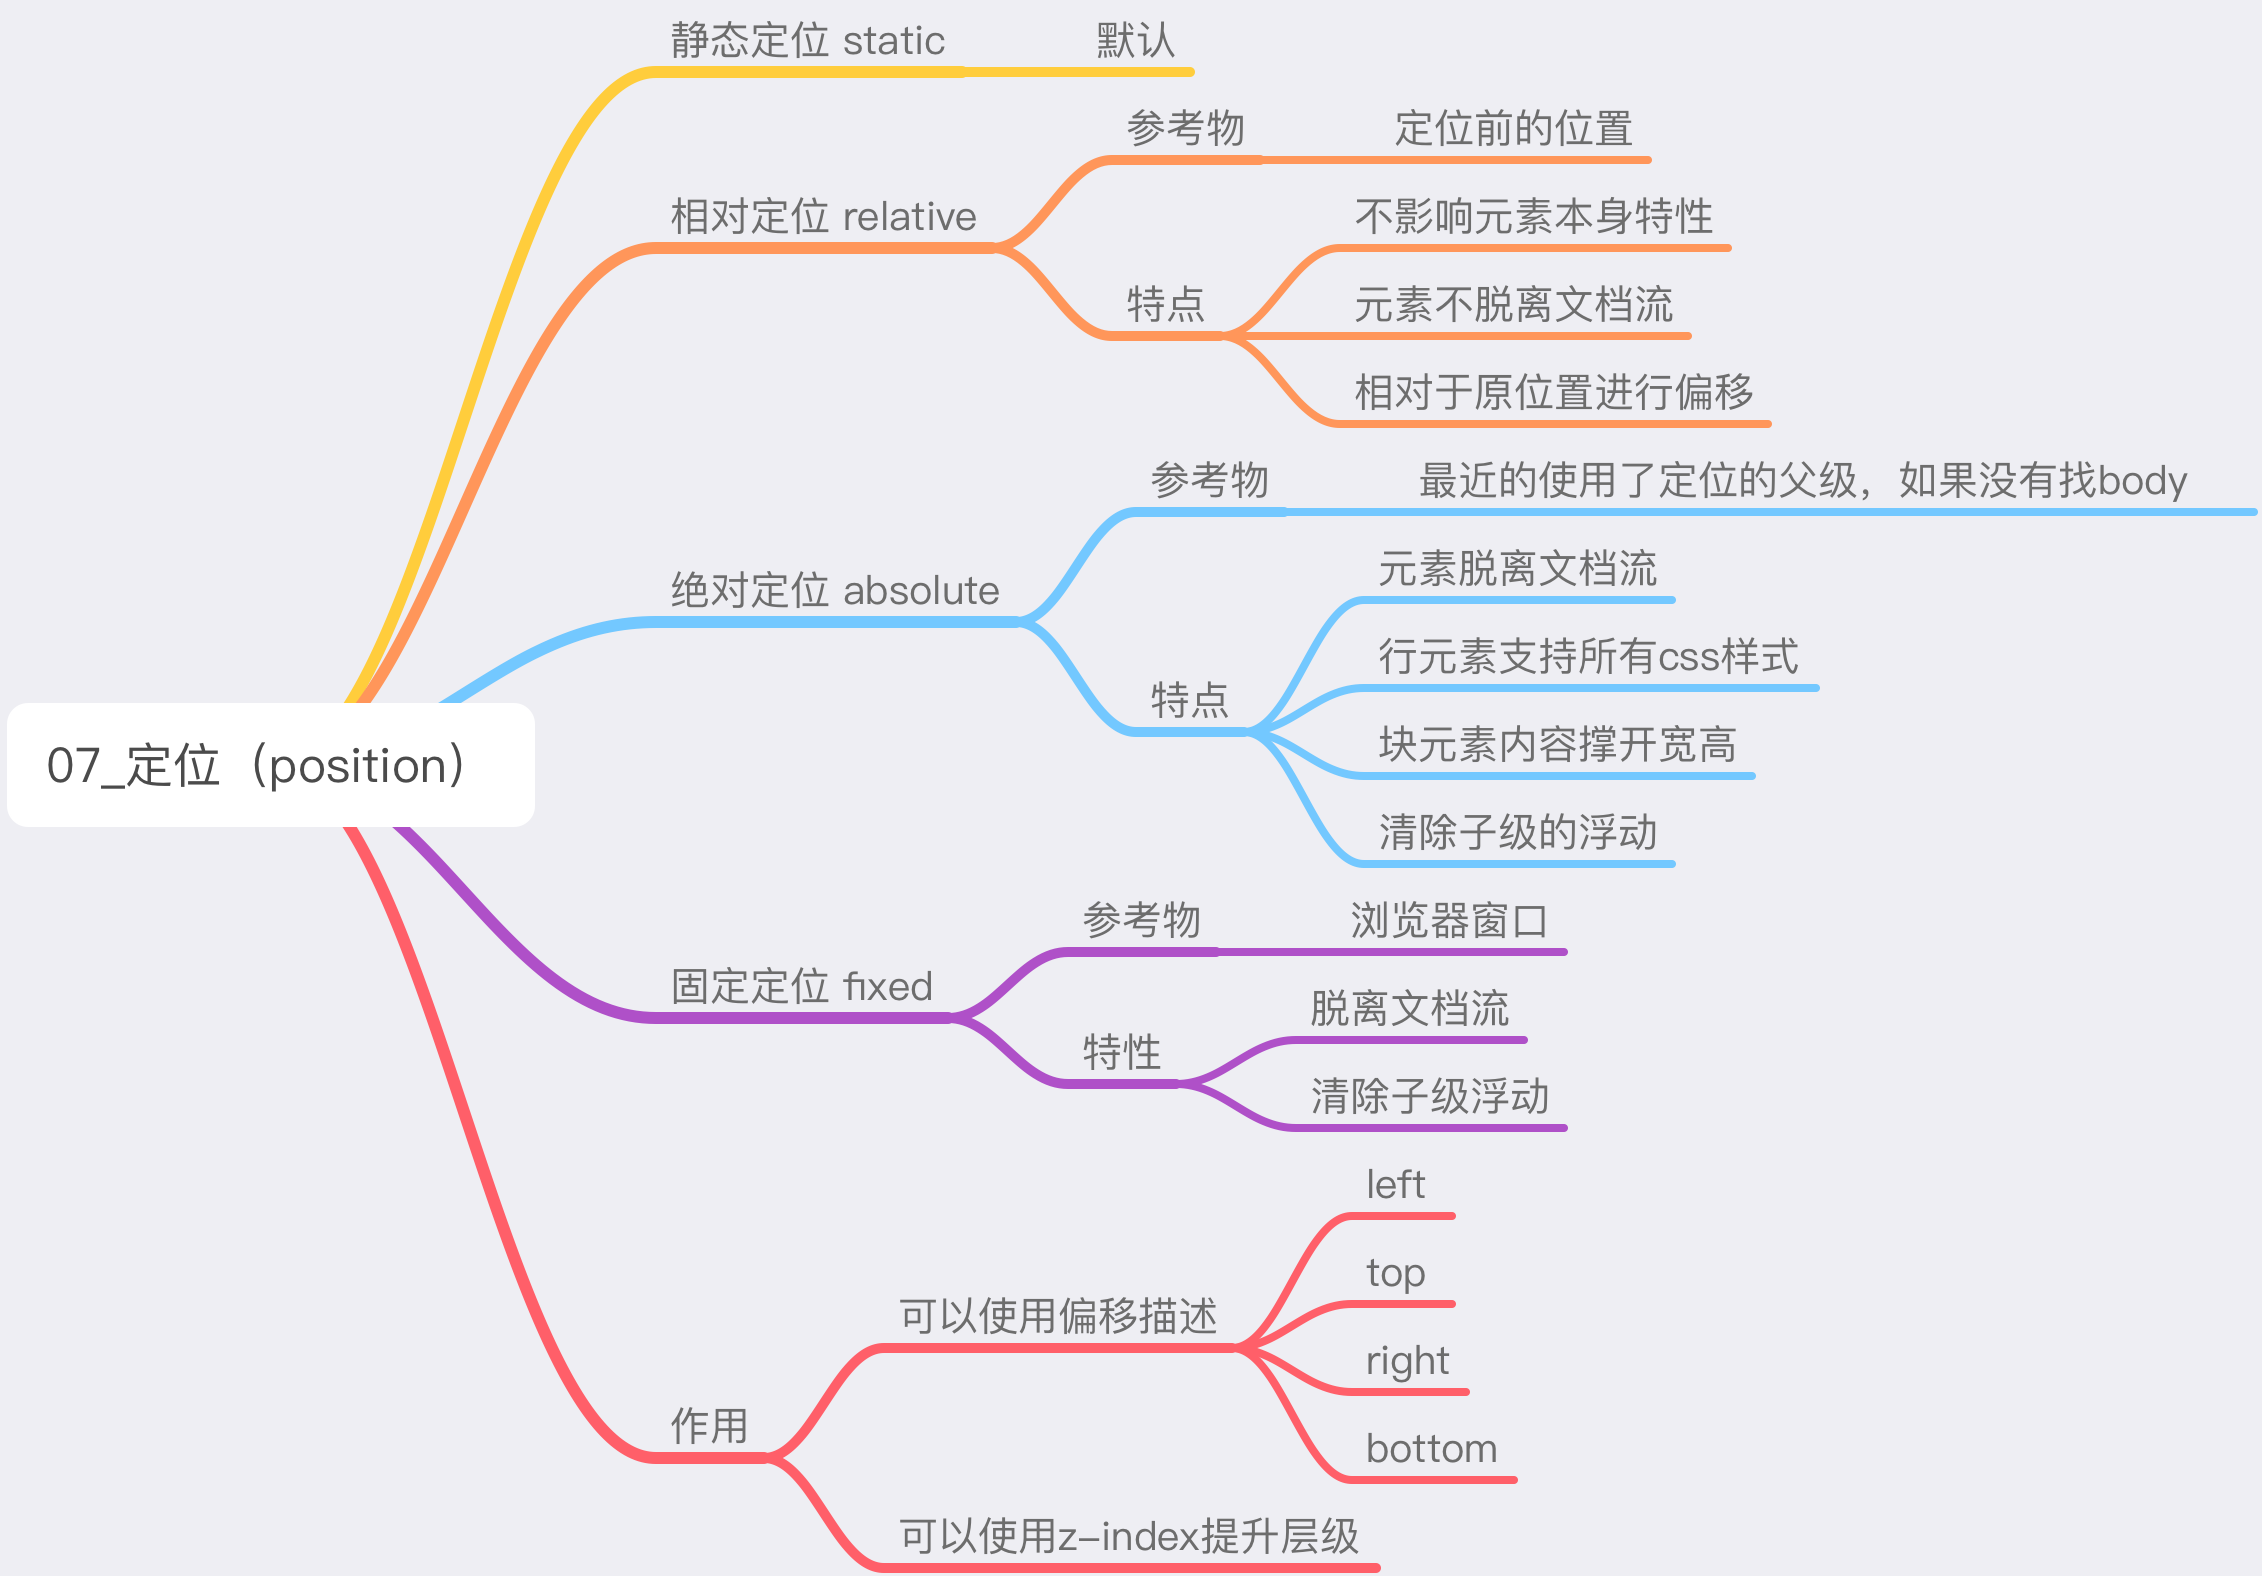 静态定位 static
默认
参考物
定位前的位置
相对定位 relative
不影响元素本身特性
特点
元素不脱离文档流
相对于原位置进行偏移
参考物
最近的使用了定位的父级，如果没有找body
元素脱离文档流
绝对定位 absolute
行元素支持所有css样式
特点
块元素内容撑开宽高
07_定位（position）
清除子级的浮动
参考物
浏览器窗口
固定定位 fixed
脱离文档流
特性
清除子级浮动
left
top
可以使用偏移描述
right
作用
bottom
可以使用z-index提升层级